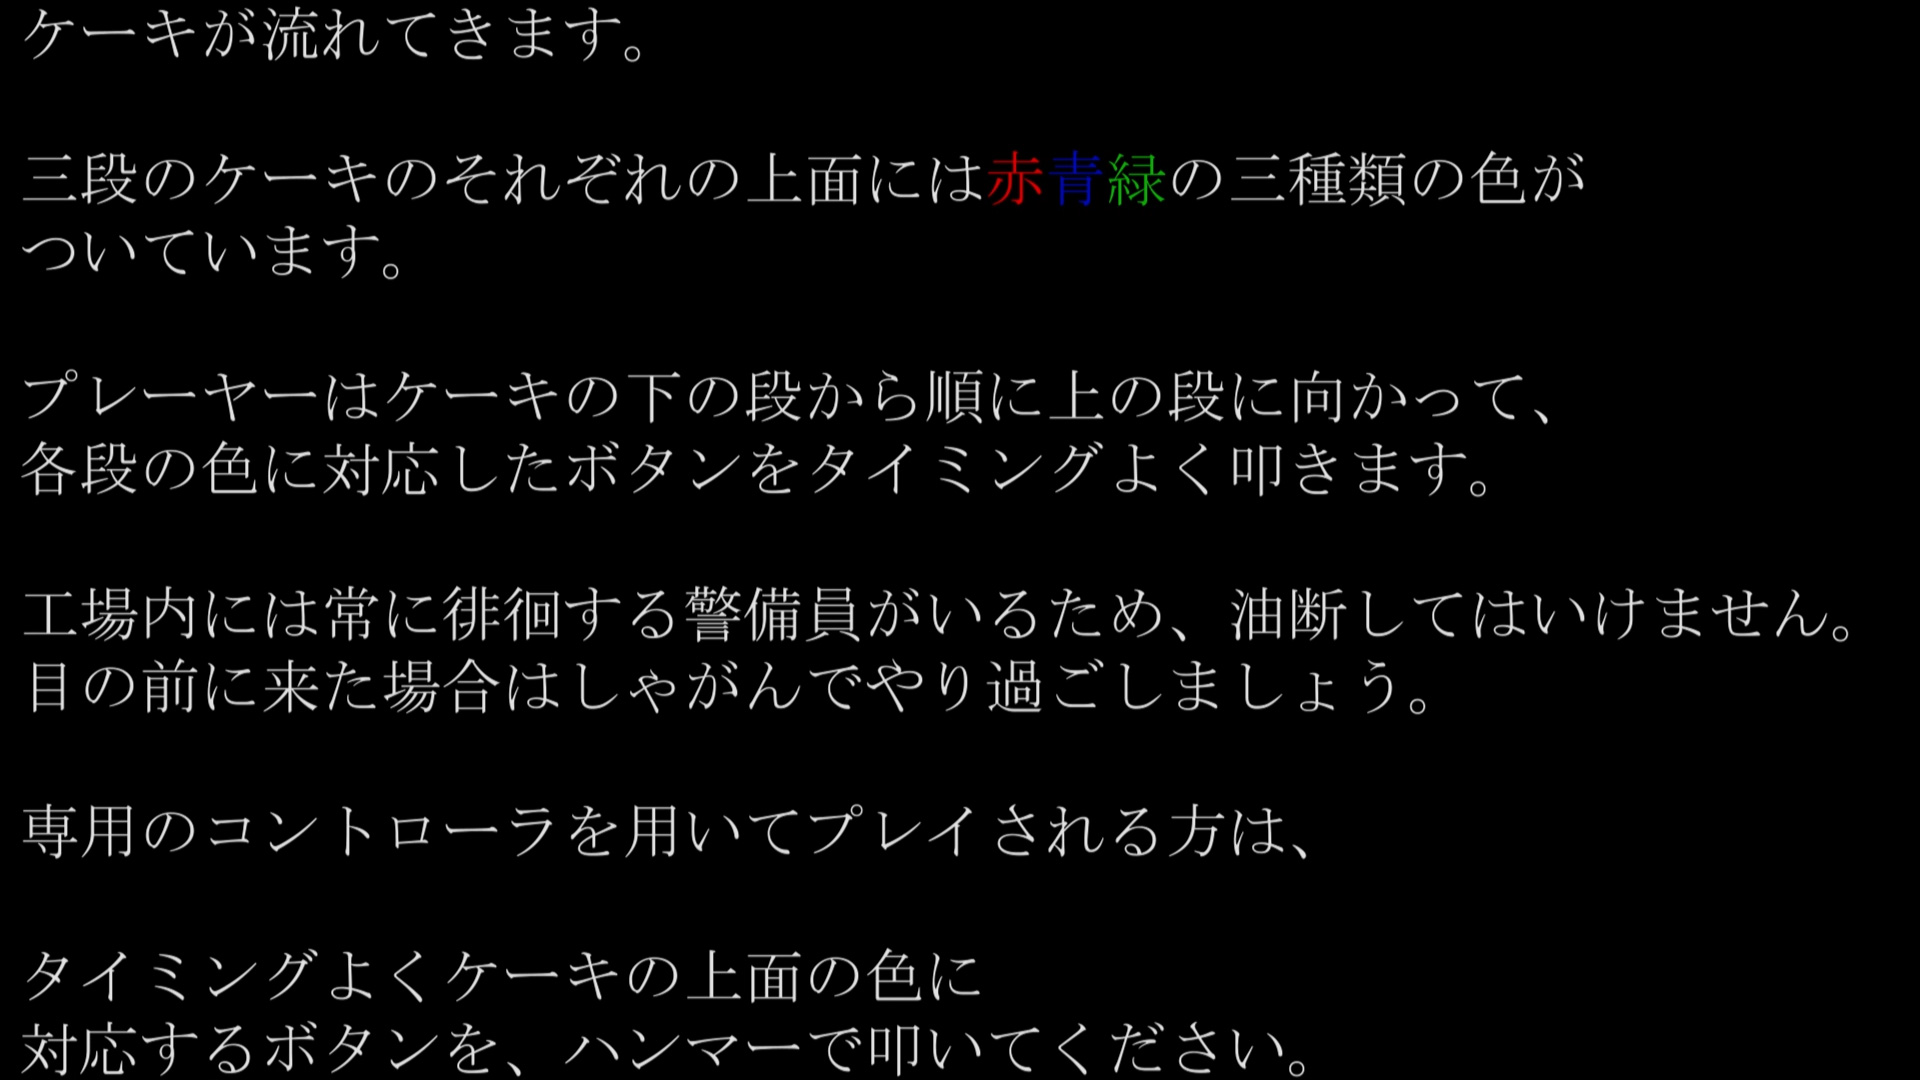 ケーキが流れてきます。
三段のケーキのそれぞれの上面には赤青緑の三種類の色が
ついています。
プレーヤーはケーキの下の段から順に上の段に向かって、
各段の色に対応したボタンをタイミングよく叩きます。
工場内には常に徘徊する警備員がいるため、油断してはいけません。
目の前に来た場合はしゃがんでやり過ごしましょう。
専用のコントローラを用いてプレイされる方は、
タイミングよくケーキの上面の色に
対応するボタンを、ハンマーで叩いてください。